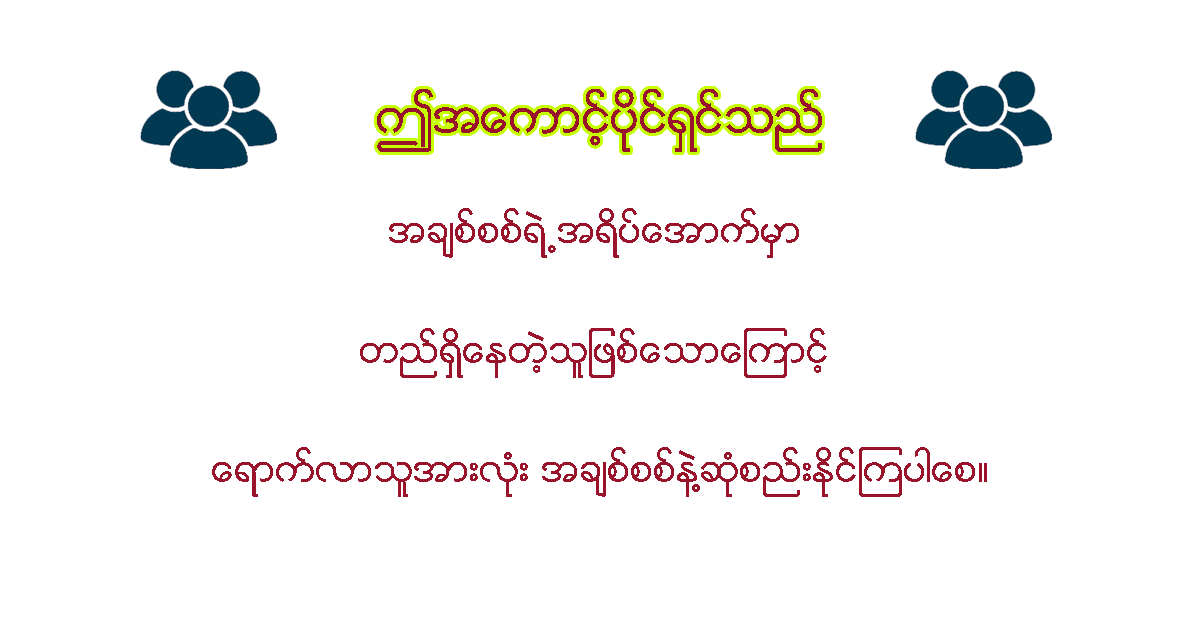 ဤအကောင့်ပိုင်ရှင်သည်
အချစ်စစ်ရဲ့အရိပ်အောက်မှာ
တည်ရှိနေတဲ့သူဖြစ်သောကြောင့်
ရောက်လာသူအားလုံး အချစ်စစ်နဲ့ဆုံစည်းနိုင်ကြပါစေ။